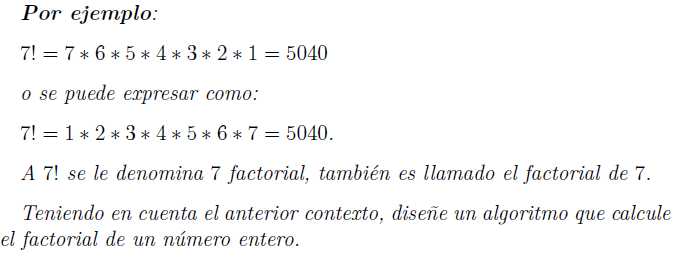 Por ejemplo:
7! = 7 ∗ 6 ∗ 5 ∗ 4 ∗ 3 ∗ 2 ∗ 1 = 5040
o se puede expresar como:
7! = 1 ∗ 2 ∗ 3 ∗ 4 ∗ 5 ∗ 6 ∗ 7 = 5040.
A 7! se le denomina 7 factorial, también es llamado el factorial de 7.
Teniendo en cuenta el anterior contexto, diseñe un algoritmo que calcule
el factorial de un número entero.